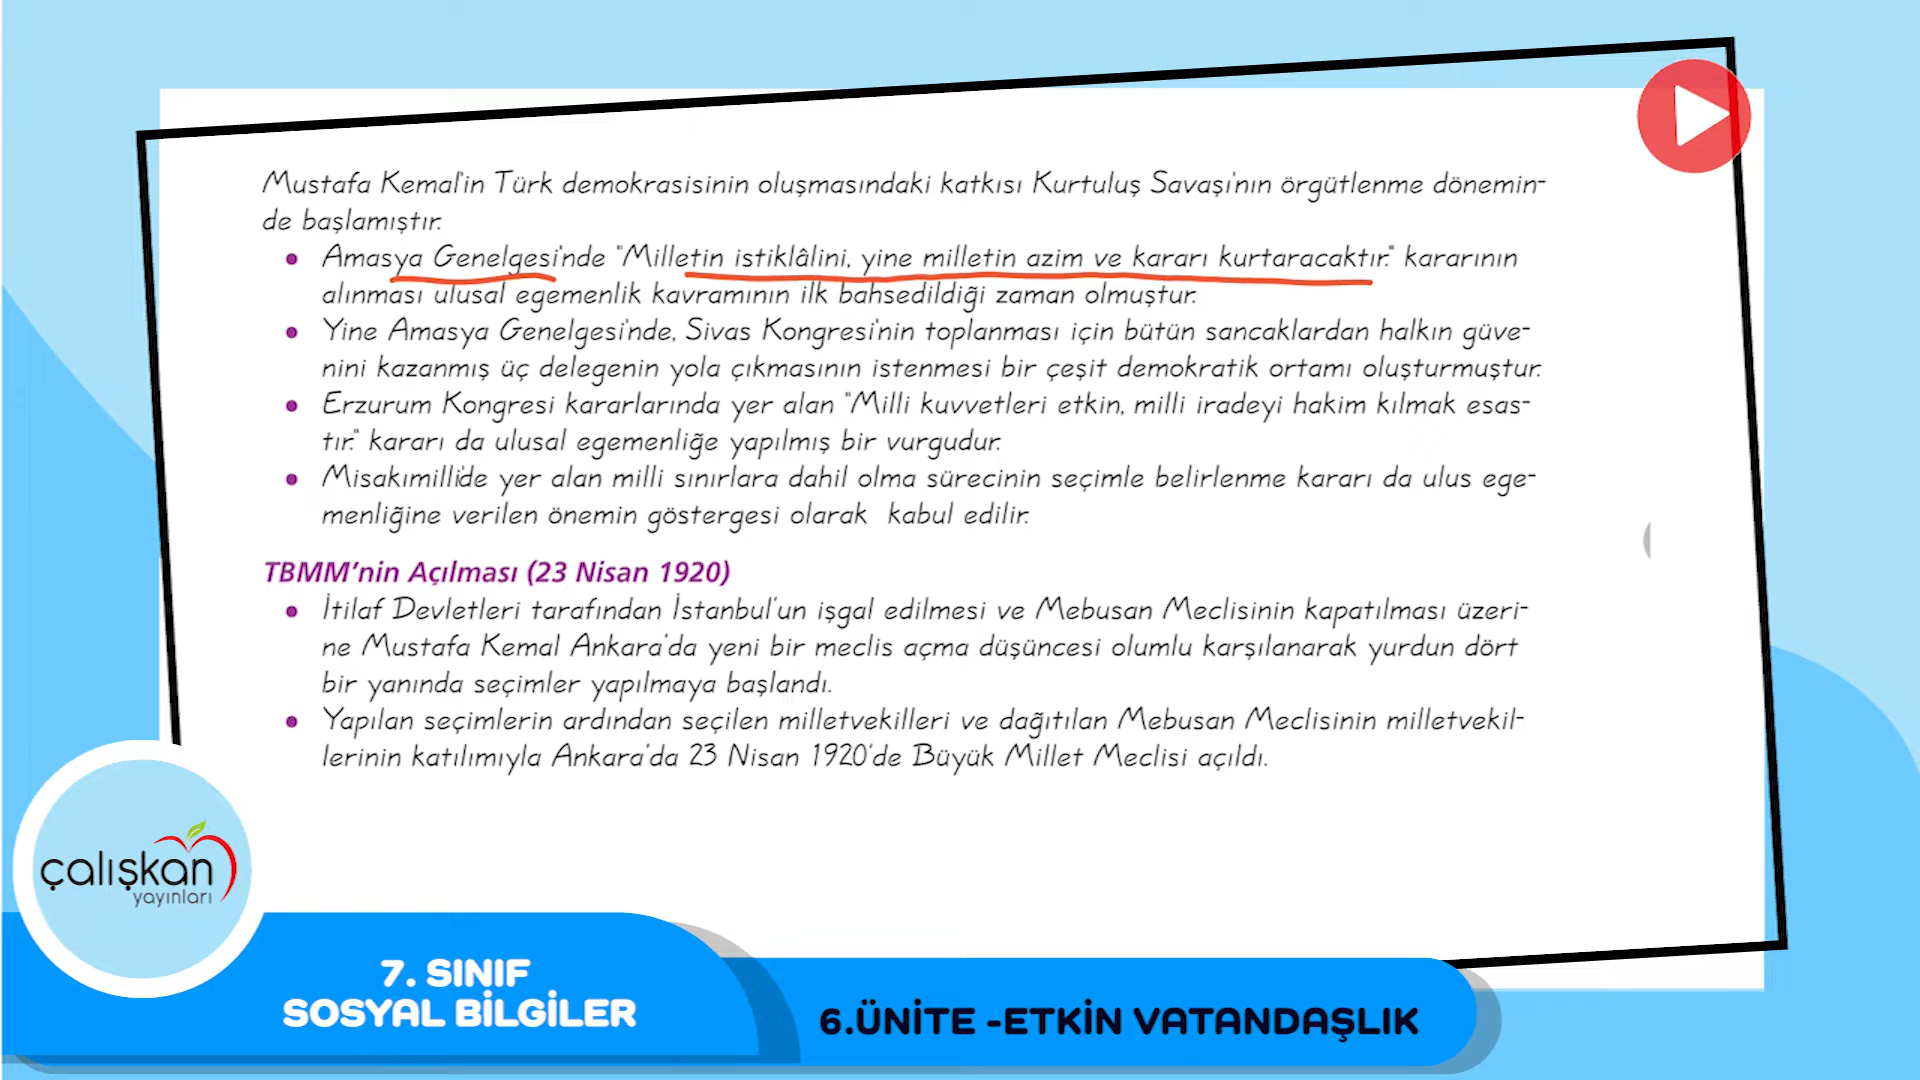 Mustafa Kemal'in Türk demokrasisinin oluşmasındaki katkısı Kurtuluş Savaşı'nın örgütlenme dönemin-
de başlamıştır.
• Amasya Genelgesi'nde "Milletin istiklâlini, yine milletin azim ve kararı kurtaracaktır." kararının
alınması ulusal egemenlik kavramının ilk bahsedildiği zaman olmuştur.
• Yine Amasya Genelgesi'nde, Sivas Kongresi'nin toplanması için bütün sancaklardan halkın güve-
nini kazanmış üç delegenin yola çıkmasının istenmesi bir çeşit demokratik ortamı oluşturmuştur.
• Erzurum Kongresi kararlarında yer alan "Milli kuvvetleri etkin, milli iradeyi hakim kılmak esas-
tır." kararı da ulusal egemenliğe yapılmış bir vurgudur.
• Misakımilli'de yer alan milli sınırlara dahil olma sürecinin seçimle belirlenme kararı da ulus ege-
menliğine verilen önemin göstergesi olarak kabul edilir.
TBMM'nin Açılması (23 Nisan 1920)
• İtilaf Devletleri tarafından İstanbul'un işgal edilmesi ve Mebusan Meclisinin kapatılması üzeri-
ne Mustafa Kemal Ankara'da yeni bir meclis açma düşüncesi olumlu karşılanarak yurdun dört
bir yanında seçimler yapılmaya başlandı.
• Yapılan seçimlerin ardından seçilen milletvekilleri ve dağıtılan Mebusan Meclisinin milletvekil-
lerinin katılımıyla Ankara'da 23 Nisan 1920'de Büyük Millet Meclisi açıldı.
çalışkan
yayınları
7. SINIF
SOSYAL BİLGİLER
6.ÜNİTE -ETKİN VATANDAŞLIK